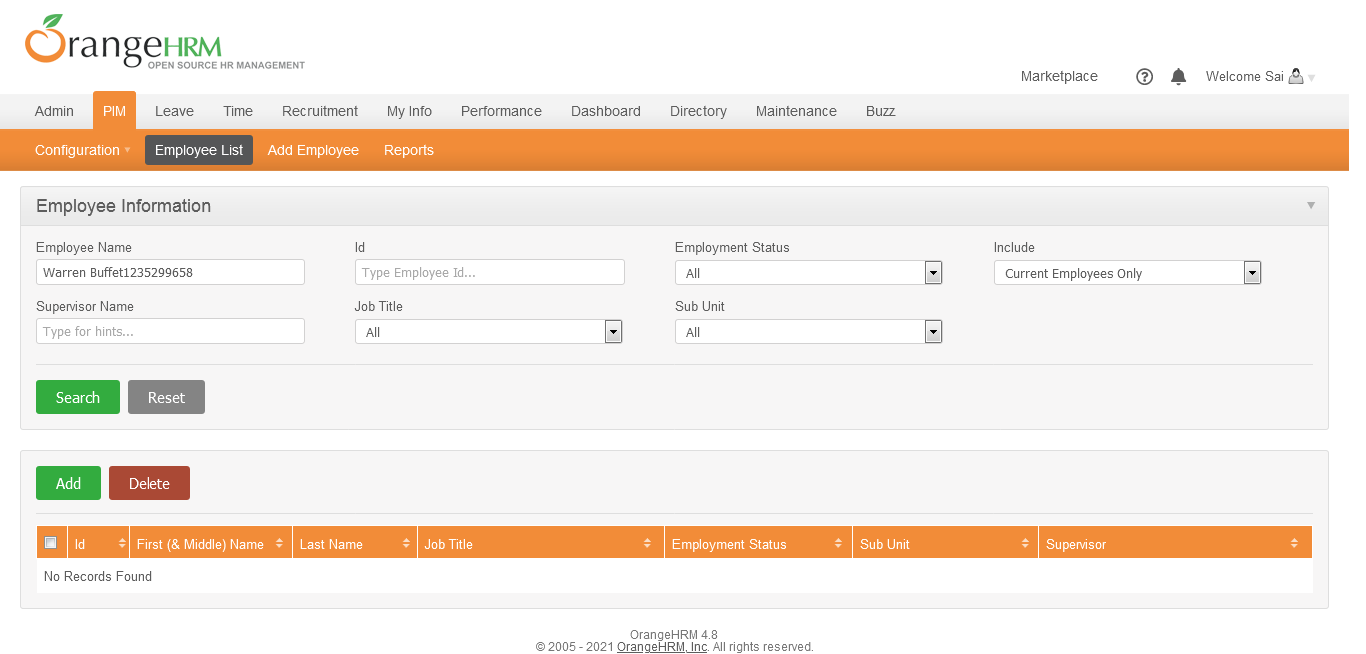 OrangeHRM
OPEN SOURCE HR MANAGEMENT
Marketplace Welcome Sai
Admin PIM Leave Time Recruitment My Info Performance Dashboard Directory Maintenance Buzz
Configuration Employee List Add Employee Reports
Employee Information
Employee Name Id Employment Status Include
Warren Buffet1235299658 Type Employee Id... All Current Employees Only
Supervisor Name Job Title Sub Unit
Type for hints... All All
Search Reset
Add Delete
Id First (& Middle) Name Last Name Job Title Employment Status Sub Unit Supervisor
No Records Found
OrangeHRM 4.8
© 2005 - 2021 OrangeHRM, Inc. All rights reserved.